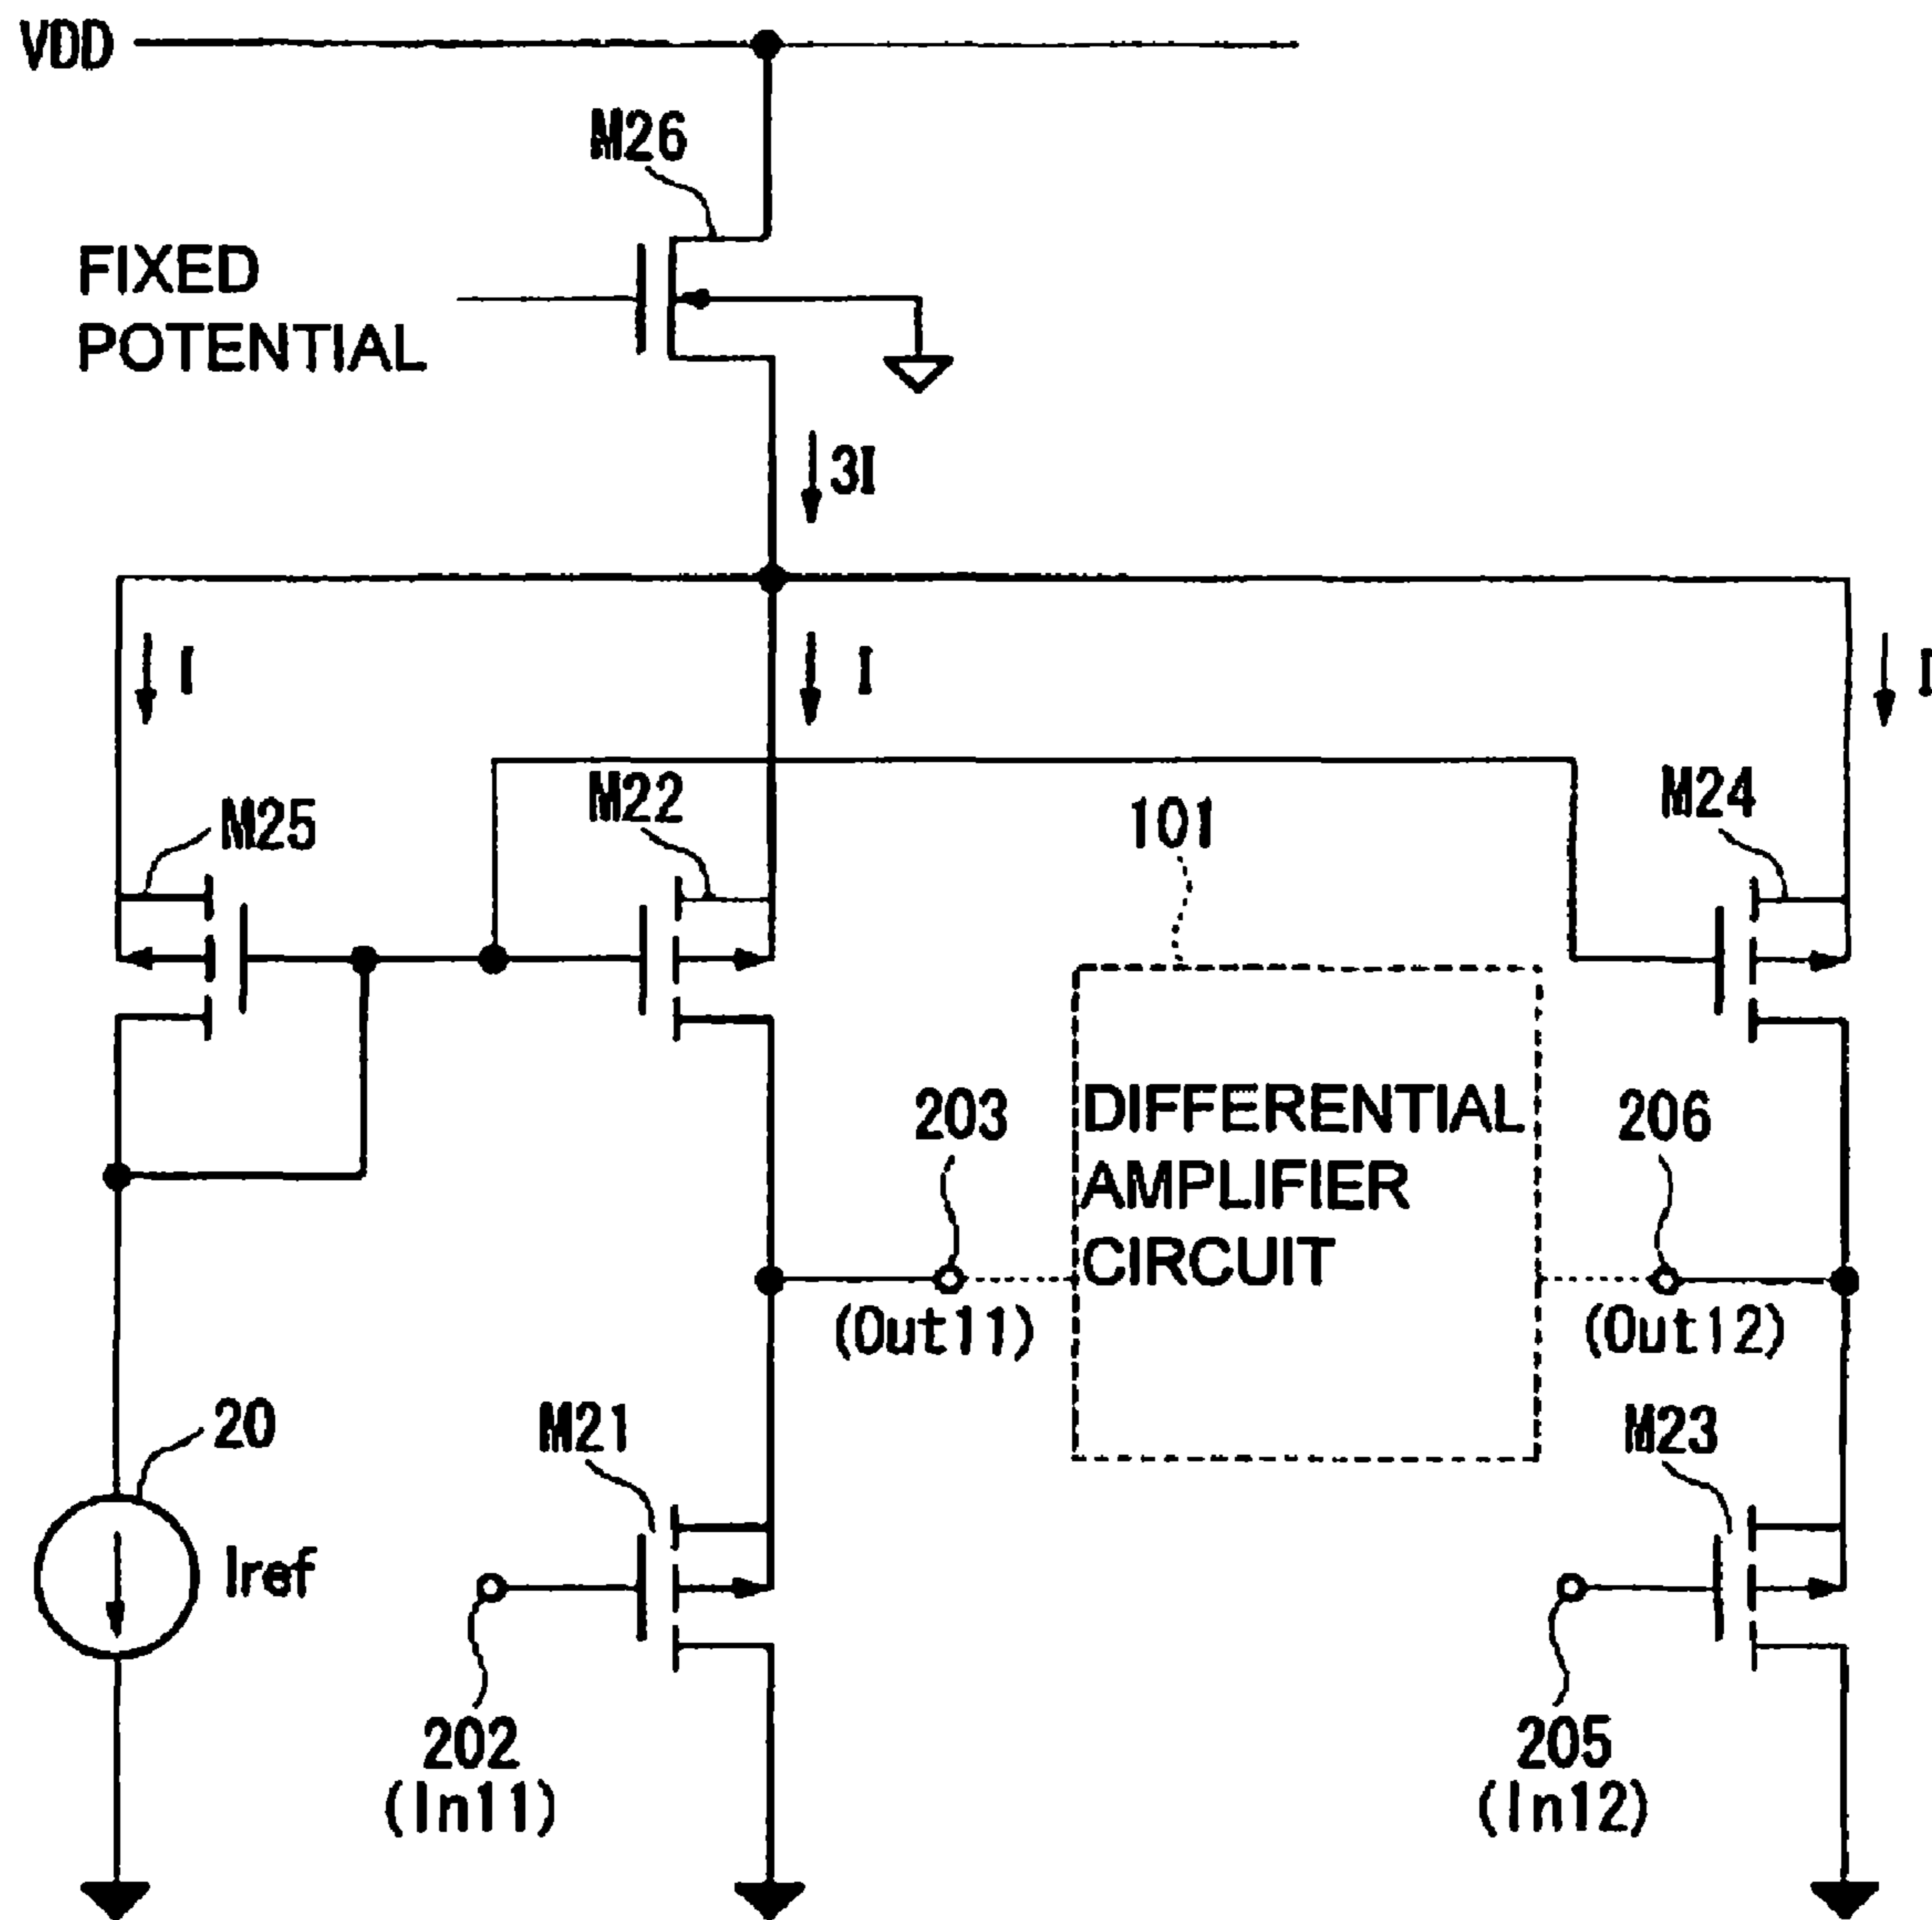 VDD
M26
FIXED
POTENTIAL
3I
I
I
I
M25
M22
101
M24
203
DIFFERENTIAL
AMPLIFIER
CIRCUIT
206
(Out11)
(Out12)
20
M21
M23
Iref
202
(In11)
205
(In12)